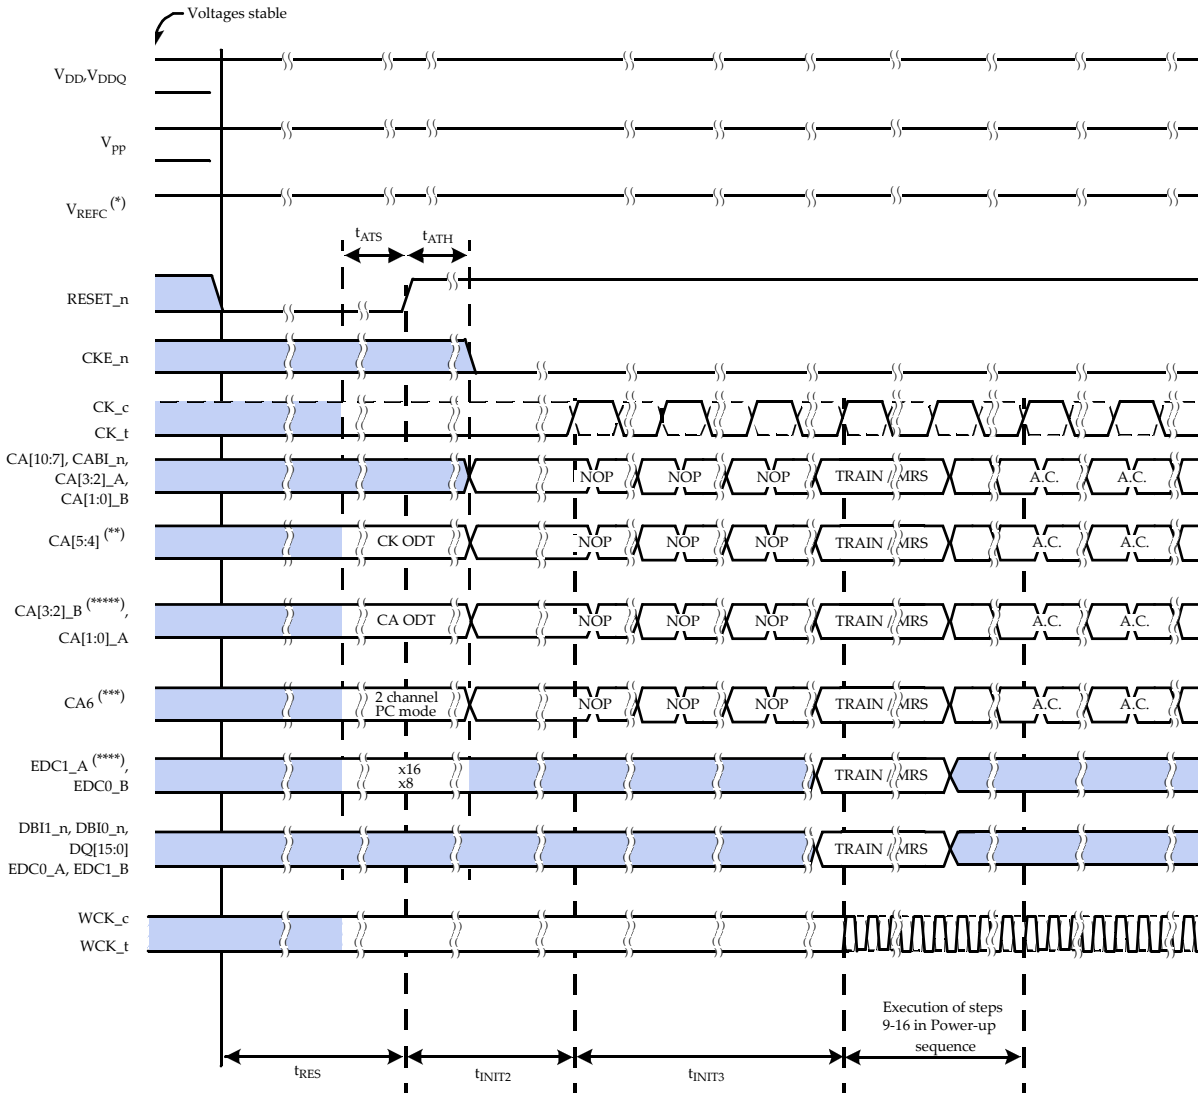 Voltages stable
VDD,VDDQ
VPP
VREFC (*)
tATS
tATH
RESET_n
CKE_n
CK_c
CK_t
CA[10:7], CABI_n,
CA[3:2]_A,
CA[1:0]_B
NOP
NOP
NOP
TRAIN / MRS
A.C.
A.C.
CA[5:4] (**)
CK ODT
NOP
NOP
NOP
TRAIN / MRS
A.C.
A.C.
CA[3:2]_B (*****),
CA[1:0]_A
CA ODT
NOP
NOP
NOP
TRAIN / MRS
A.C.
A.C.
CA6 (***)
2 channel
PC mode
NOP
NOP
NOP
TRAIN / MRS
A.C.
A.C.
EDC1_A (****),
EDC0_B
x16
x8
TRAIN / MRS
DBI1_n, DBI0_n,
DQ[15:0]
EDC0_A, EDC1_B
TRAIN / MRS
WCK_c
WCK_t
Execution of steps
9-16 in Power-up
sequence
tRES
tINIT2
tINIT3